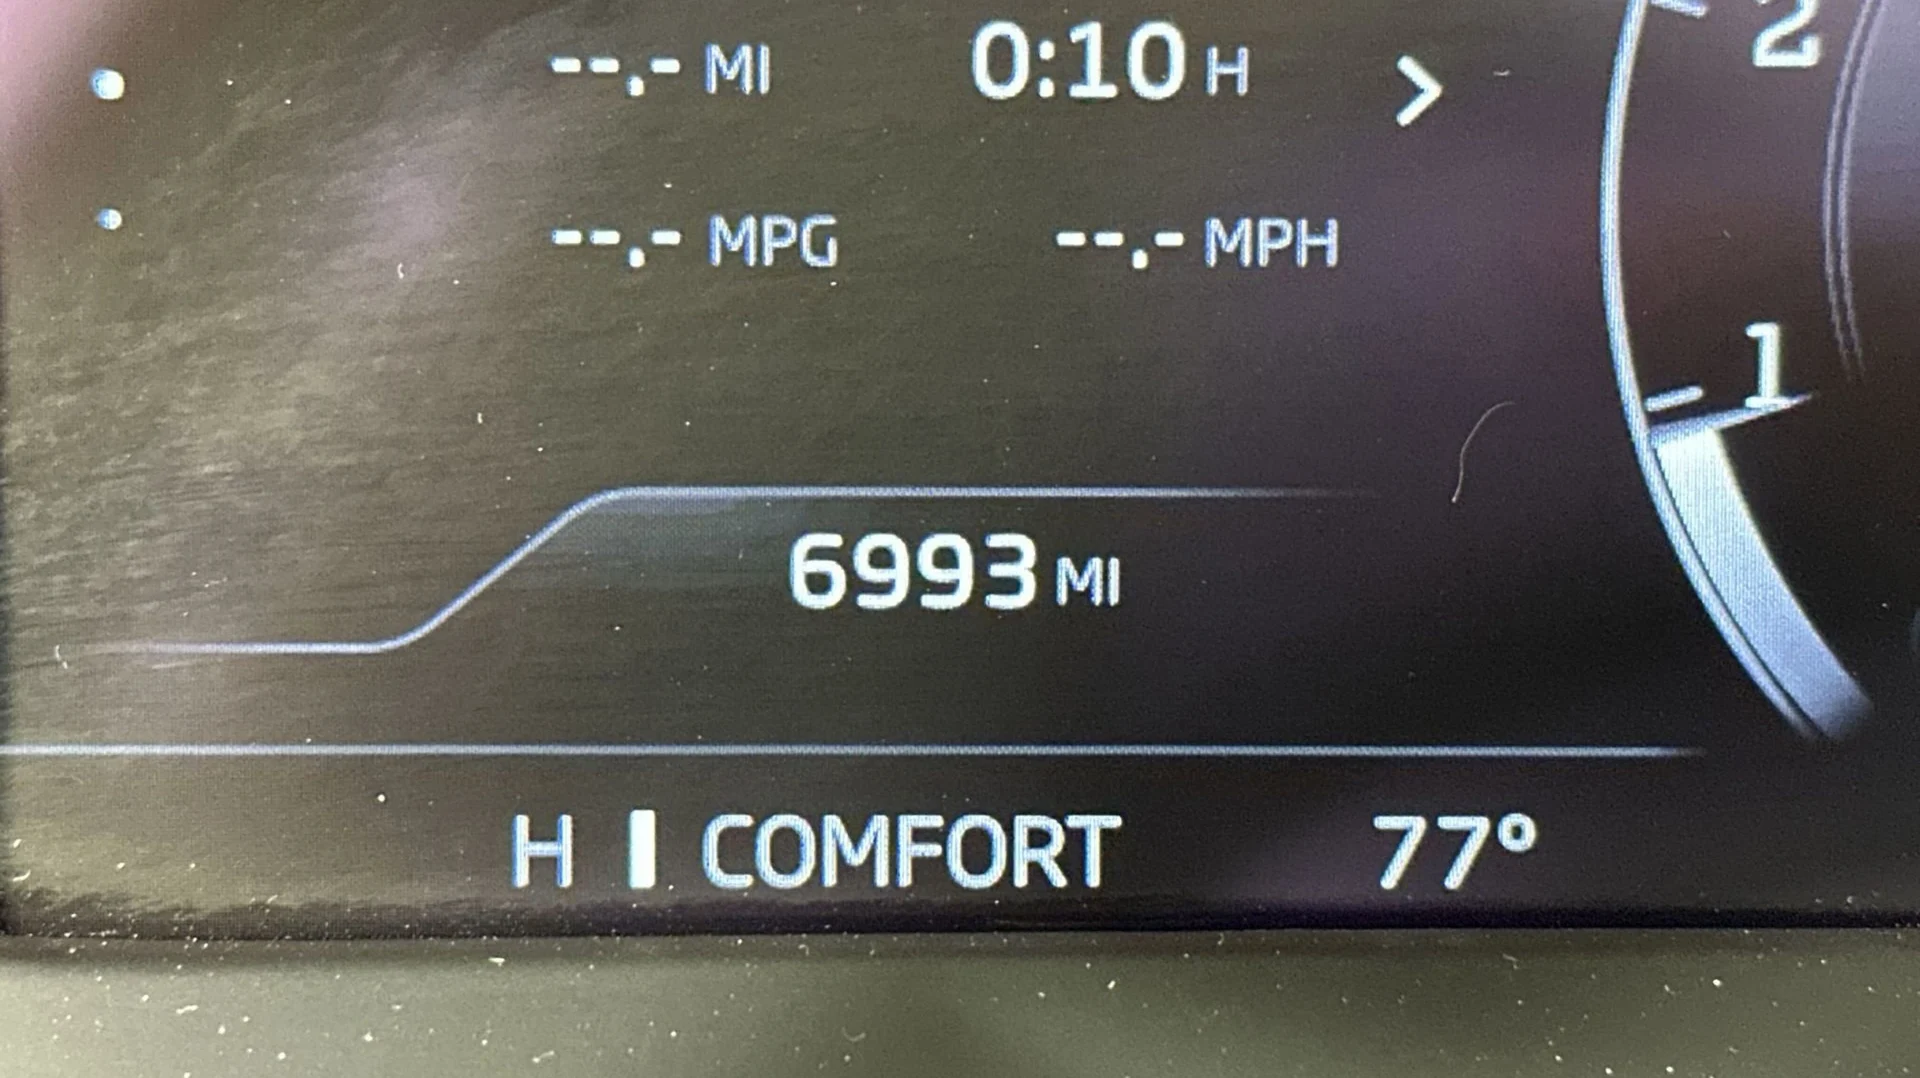 --.- MI 0:10 H >
2
--.- MPG --.- MPH
1
6993 MI
H COMFORT 77°